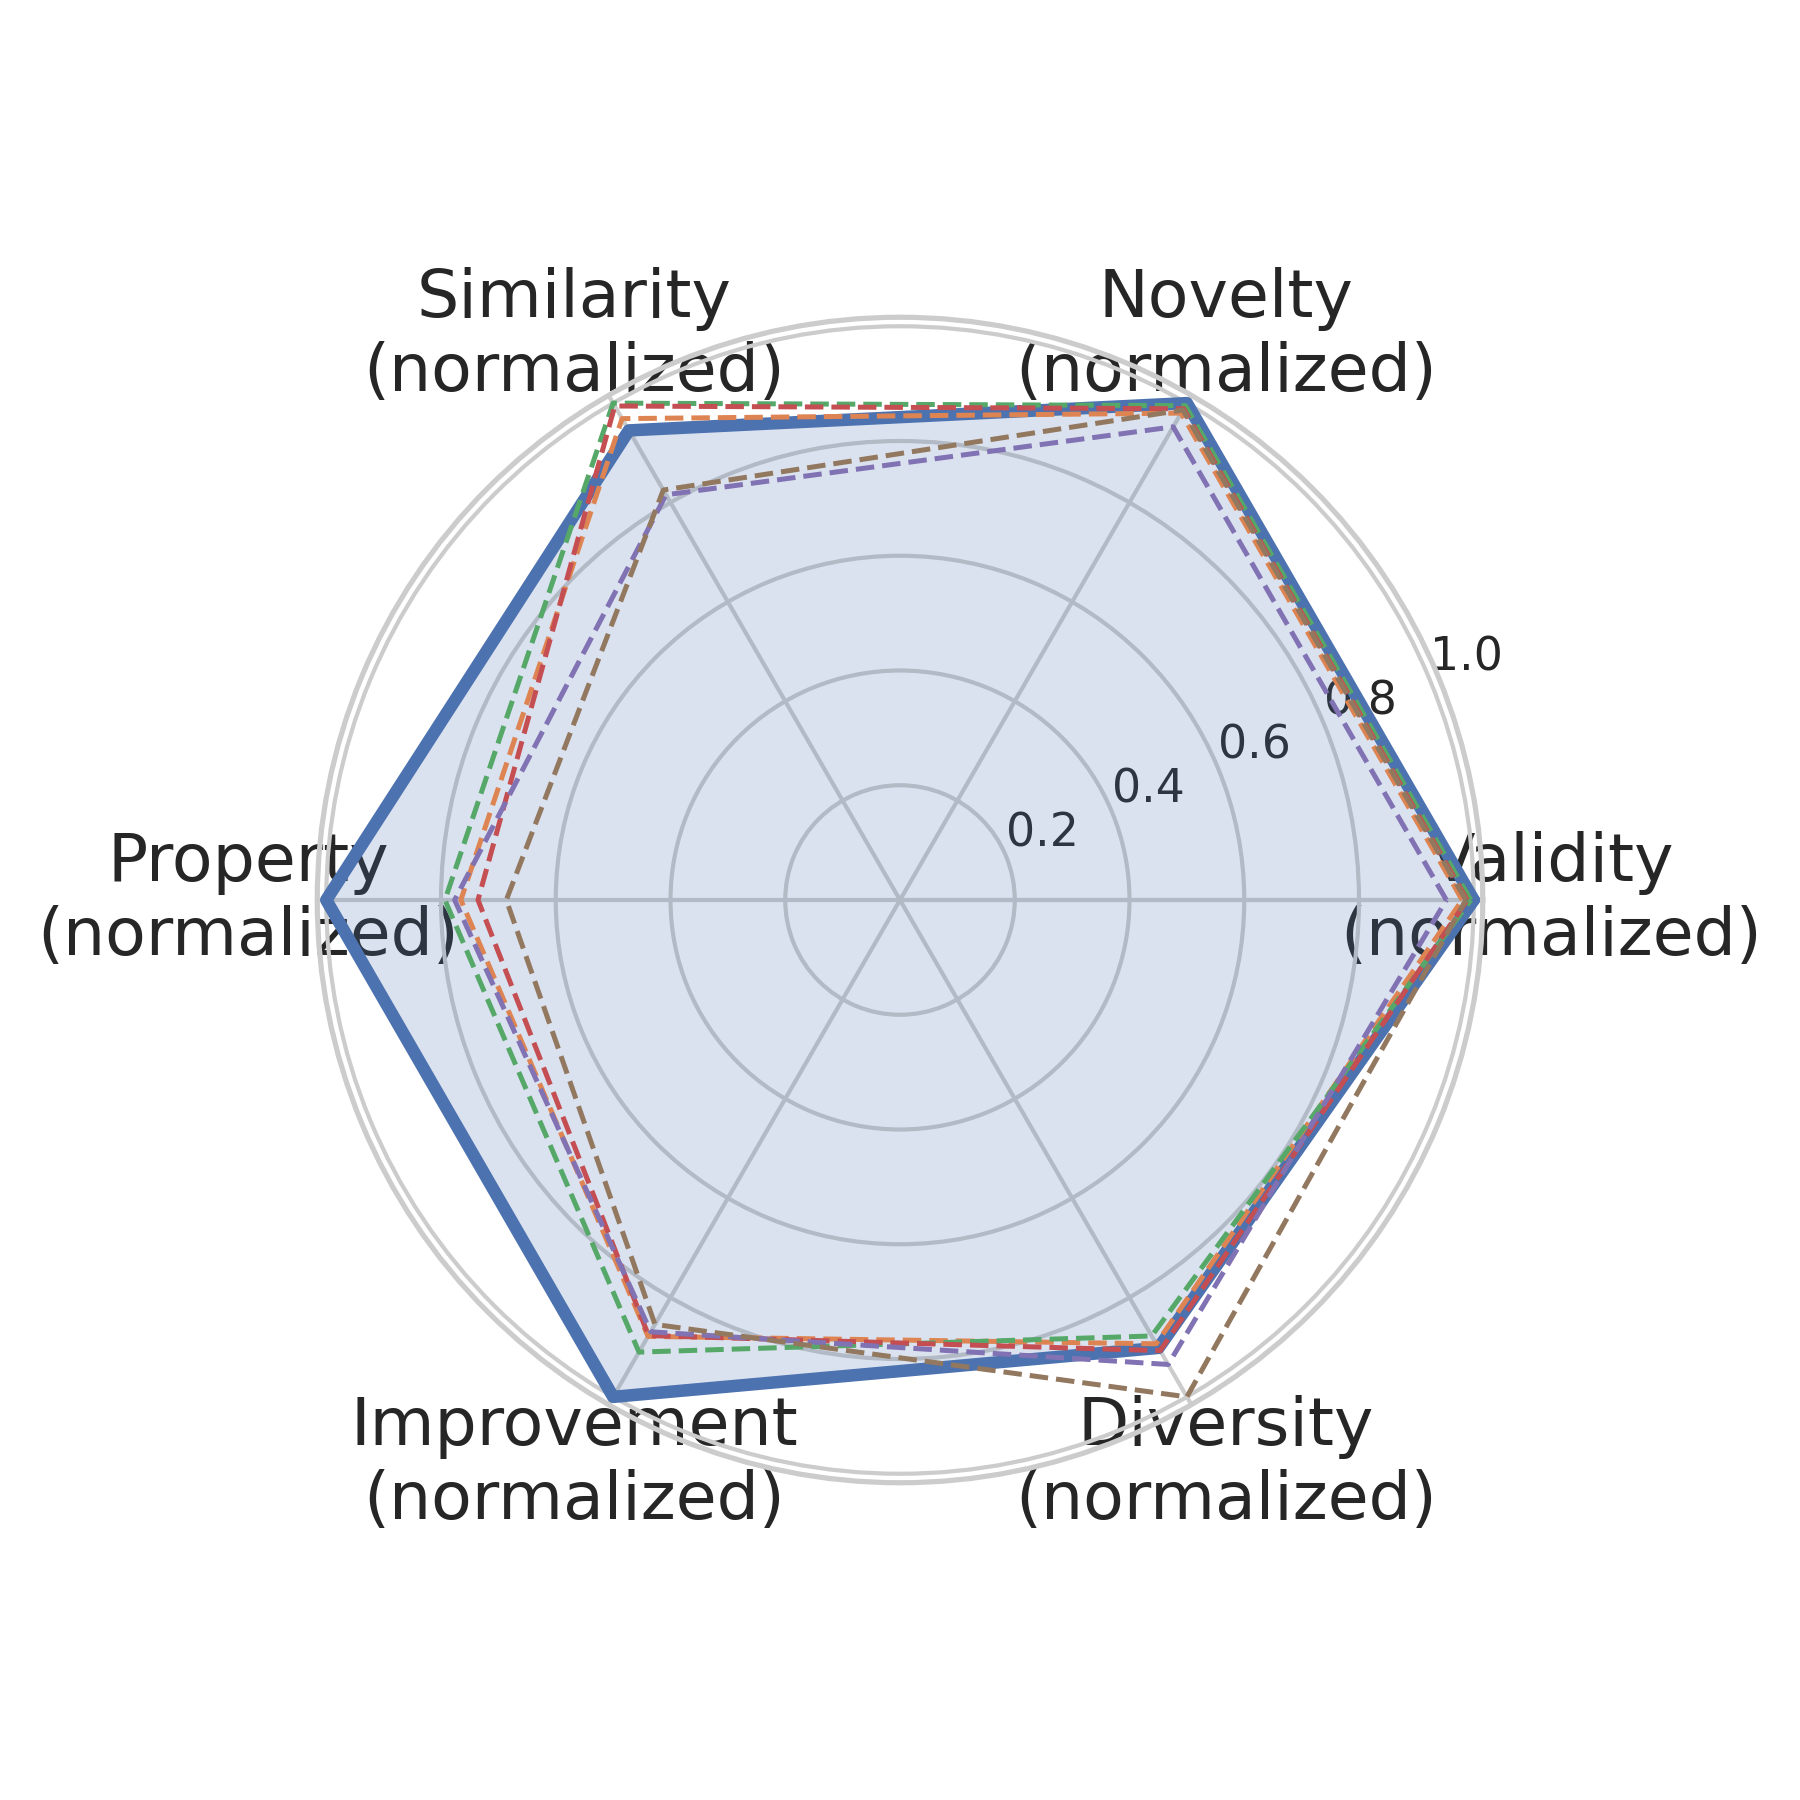 Similarity
(normalized)
Novelty
(normalized)
1.0
0.8
0.6
0.4
0.2
Property
(normalized)
Validity
(normalized)
Improvement
(normalized)
Diversity
(normalized)